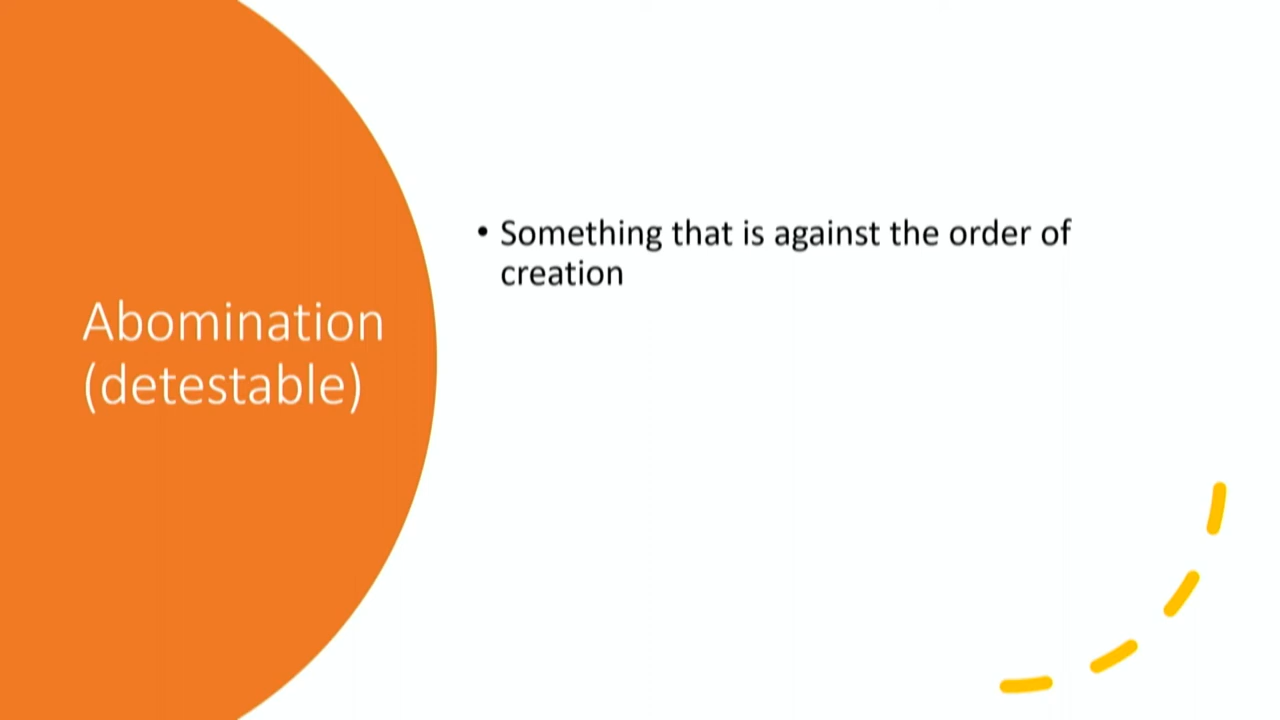 Abomination
(detestable)
• Something that is against the order of
creation